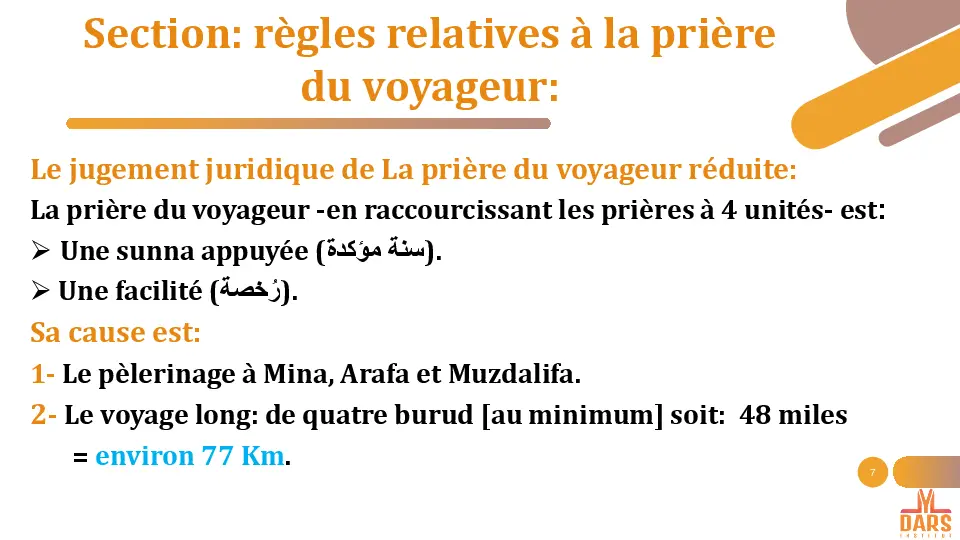 Section: règles relatives à la prière
du voyageur:
Le jugement juridique de La prière du voyageur réduite:
La prière du voyageur -en raccourcissant les prières à 4 unités- est:
➢ Une sunna appuyée (سنة مؤكدة).
➢ Une facilité (رُخصة).
Sa cause est:
1- Le pèlerinage à Mina, Arafa et Muzdalifa.
2- Le voyage long: de quatre burud [au minimum] soit: 48 miles
= environ 77 Km.
7
DARS
INSTITUT